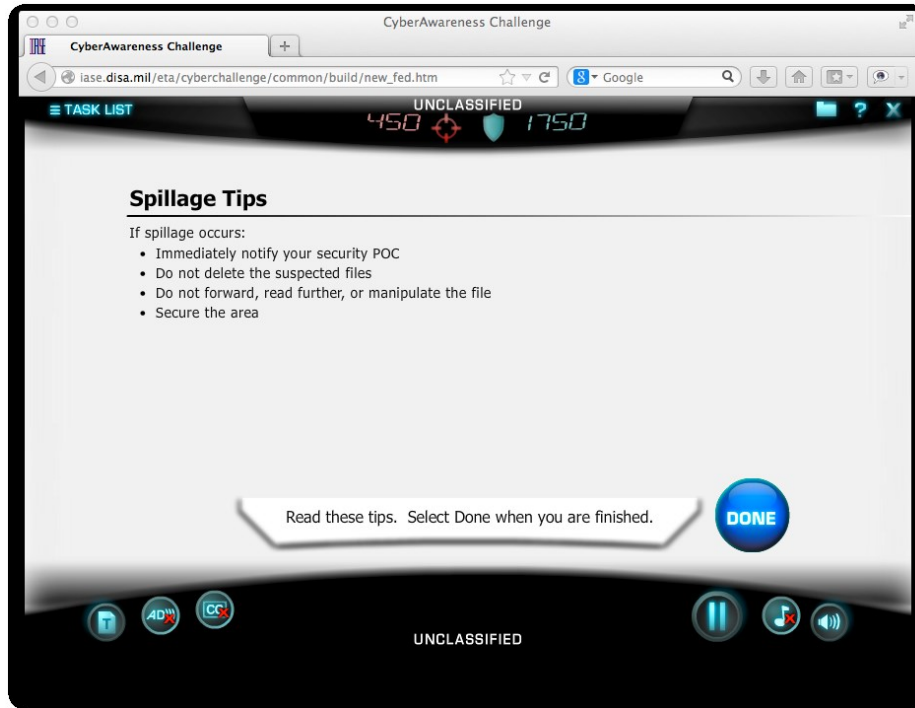 CyberAwareness Challenge
CyberAwareness Challenge
iase.disa.mil/eta/cyberchallenge/common/build/new_fed.htm
Google
TASK LIST
UNCLASSIFIED
450 1750
? X
Spillage Tips
If spillage occurs:
• Immediately notify your security POC
• Do not delete the suspected files
• Do not forward, read further, or manipulate the file
• Secure the area
Read these tips. Select Done when you are finished.
DONE
T AD CC
UNCLASSIFIED